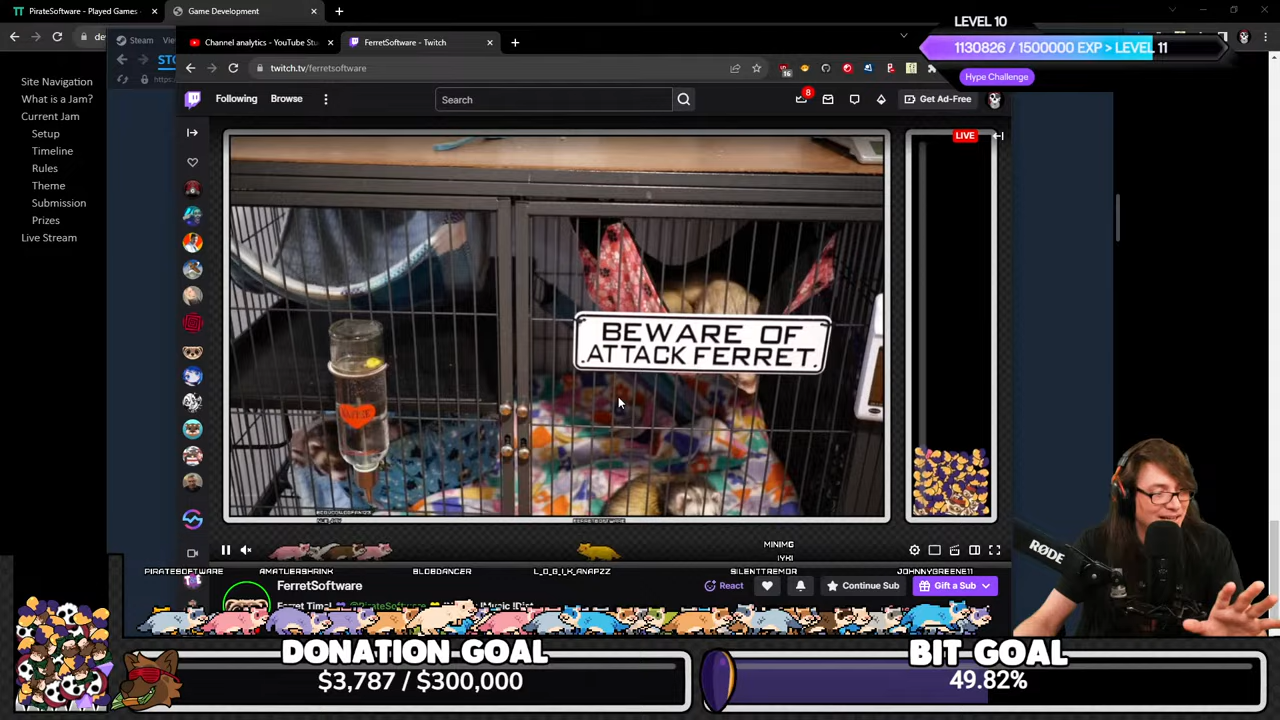 PirateSoftware - Played Games -
Game Development
LEVEL 10
1130826 / 1500000 EXP > LEVEL 11
Hype Challenge
Steam
Channel analytics - YouTube Stu
FerretSoftware - Twitch
twitch.tv/ferretsoftware
Site Navigation
What is a Jam?
Current Jam
Setup
Timeline
Rules
Theme
Submission
Prizes
Live Stream
Following
Browse
Search
8
Get Ad-Free
LIVE
BEWARE OF
ATTACK FERRET.
MINIMG
IYKI
PIRATESOFTWARE
AMATUERSHRINK
BLOBDANCER
L_O_G_I_K_ANAPZZ
SILENTTREMOR
JOHNNYGREENE11
FerretSoftware
React
Continue Sub
Gift a Sub
RØDE
DONATION GOAL
$3,787 / $300,000
BIT GOAL
49.82%